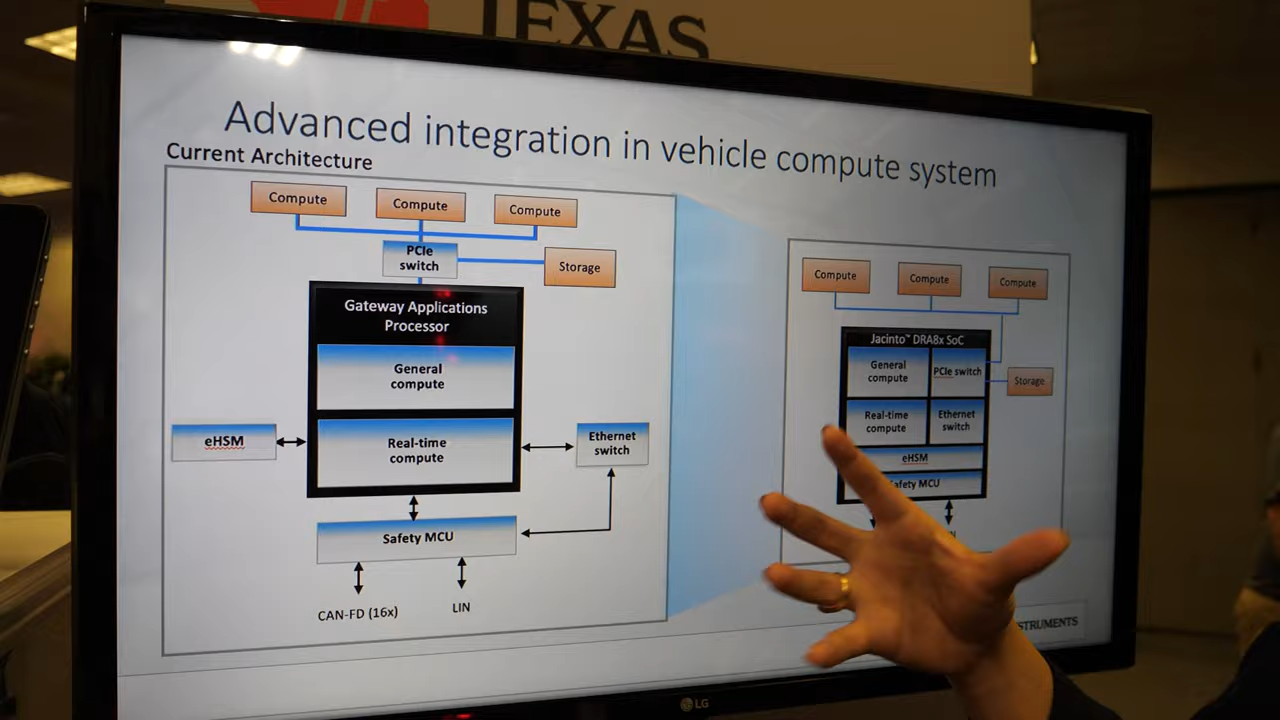 TEXAS
Advanced integration in vehicle compute system
Current Architecture
Compute
Compute
Compute
PCIe
switch
Storage
Gateway Applications
Processor
General
compute
Real-time
compute
eHSM
Ethernet
switch
Safety MCU
CAN-FD (16x)
LIN
Compute
Compute
Compute
Jacinto™ DRA8x SoC
General
compute
PCIe switch
Storage
Real-time
compute
Ethernet
switch
eHSM
afety MCU
N
STRUMENTS
LG